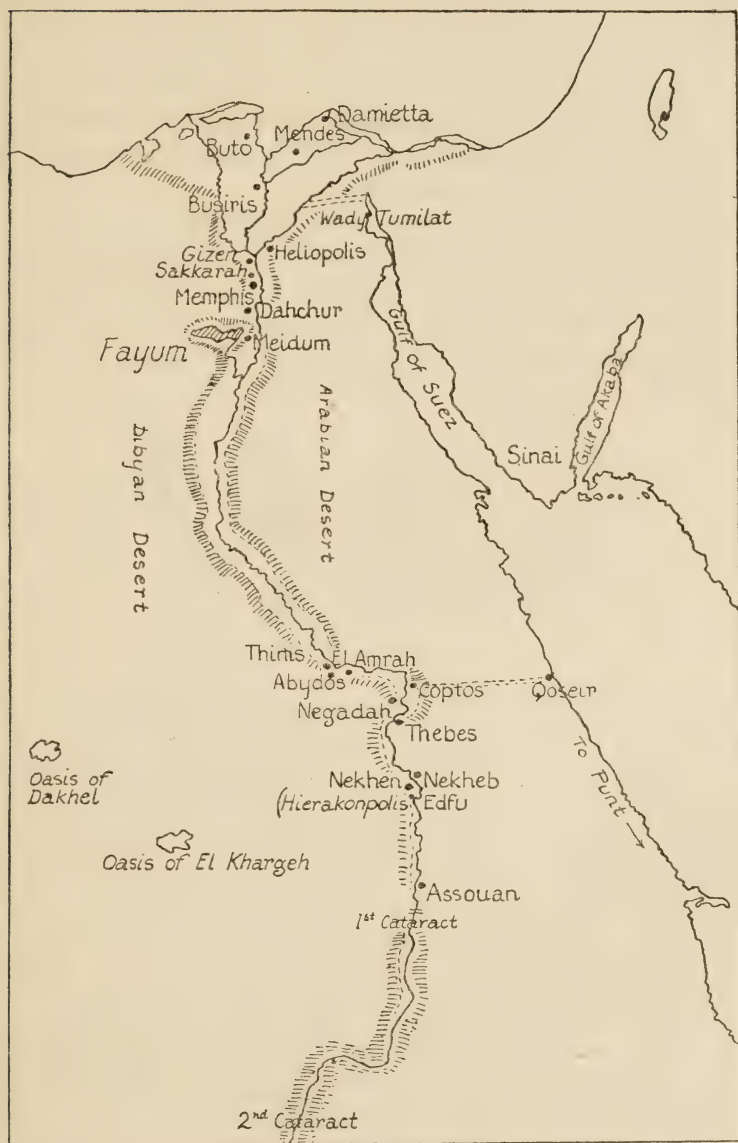 Damietta
Mendes
Buto
Busiris
Wady Tumilat
Gizeh
Heliopolis
Sakkarah
Memphis
Dahchur
Fayum
Meidum
Gulf of Suez
Gulf of Akaba
Sinai
Arabian Desert
Libyan Desert
Thinis
El Amrah
Abydos
Coptos
Qoseir
Negadah
Thebes
To Punt
Oasis of
Dakhel
Nekhen
Nekheb
(Hierakonpolis
Edfu
Oasis of El Khargeh
Assouan
1st Cataract
2nd Cataract